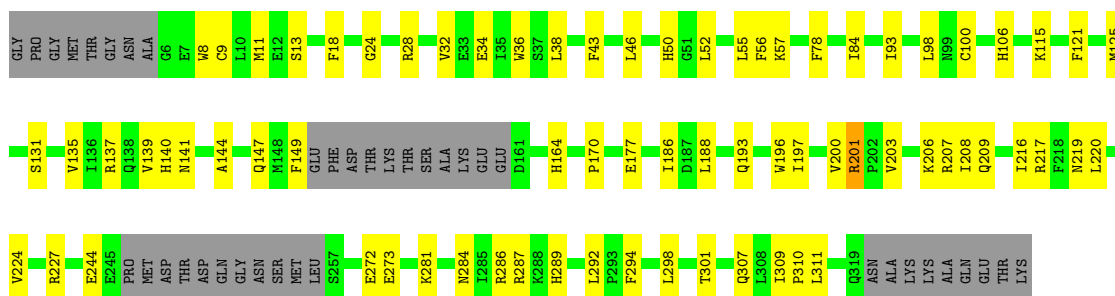 GLY PRO GLY MET THR GLY ASN ALA G6 E7 W8 C9 L10 M11 E12 S13 F18 G24 R28 V32 E33 E34 I35 W36 S37 L38 F43 L46 H50 G51 L52 L55 F56 K57 F78 I84 I93 L98 N99 C100 H106 K115 F121
S131 V135 I136 R137 Q138 V139 H140 N141 A144 Q147 M148 F149 GLU PHE ASP THR LYS THR SER ALA LYS GLU GLU D161 H164 P170 E177 I186 D187 L188 Q193 W196 I197 V200 R201 P202 V203 K206 R207 I208 Q209 I216 R217 F218 N219 L220
V224 R227 E244 E245 PRO MET ASP THR ASP GLN GLY ASN SER MET LEU S257 E272 E273 K281 N284 I285 R286 R287 K288 H289 L292 P293 F294 L298 T301 Q307 L308 I309 P310 L311 Q319 ASN ALA LYS LYS ALA GLN GLU THR LYS